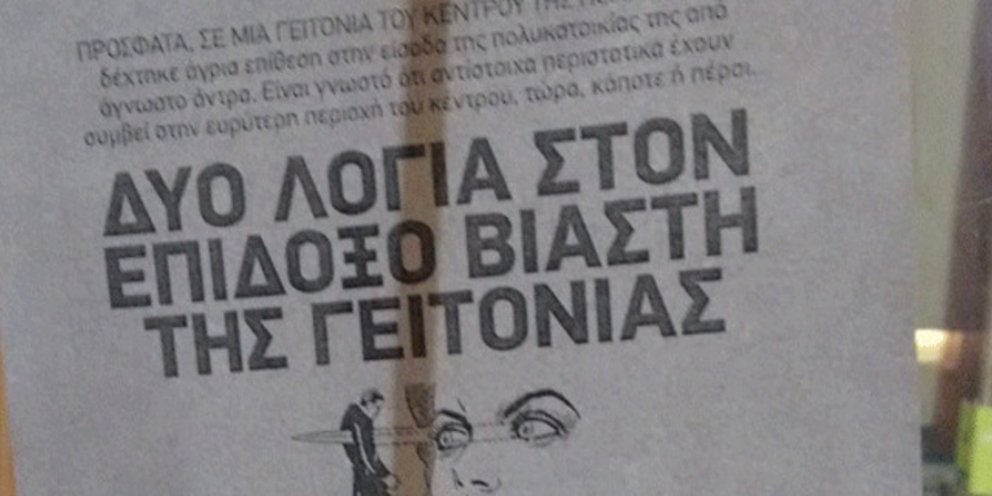 ΠΡΟΣΦΑΤΑ, ΣΕ ΜΙΑ ΓΕΙΤΟΝΙΑ ΤΟΥ ΚΕΝΤΡΟΥ ΤΗΣ
δέχτηκε άγρια επίθεση στην είσοδο της πολυκατοικίας της από
άγνωστο άντρα. Είναι γνωστό ότι αντίστοιχα περιστατικά έχουν
συμβεί στην ευρύτερη περιοχή του κέντρου, τώρα, κάποτε ή πέρσι.
ΔΥΟ ΛΟΓΙΑ ΣΤΟΝ
ΕΠΙΔΟΞΟ ΒΙΑΣΤΗ
ΤΗΣ ΓΕΙΤΟΝΙΑΣ